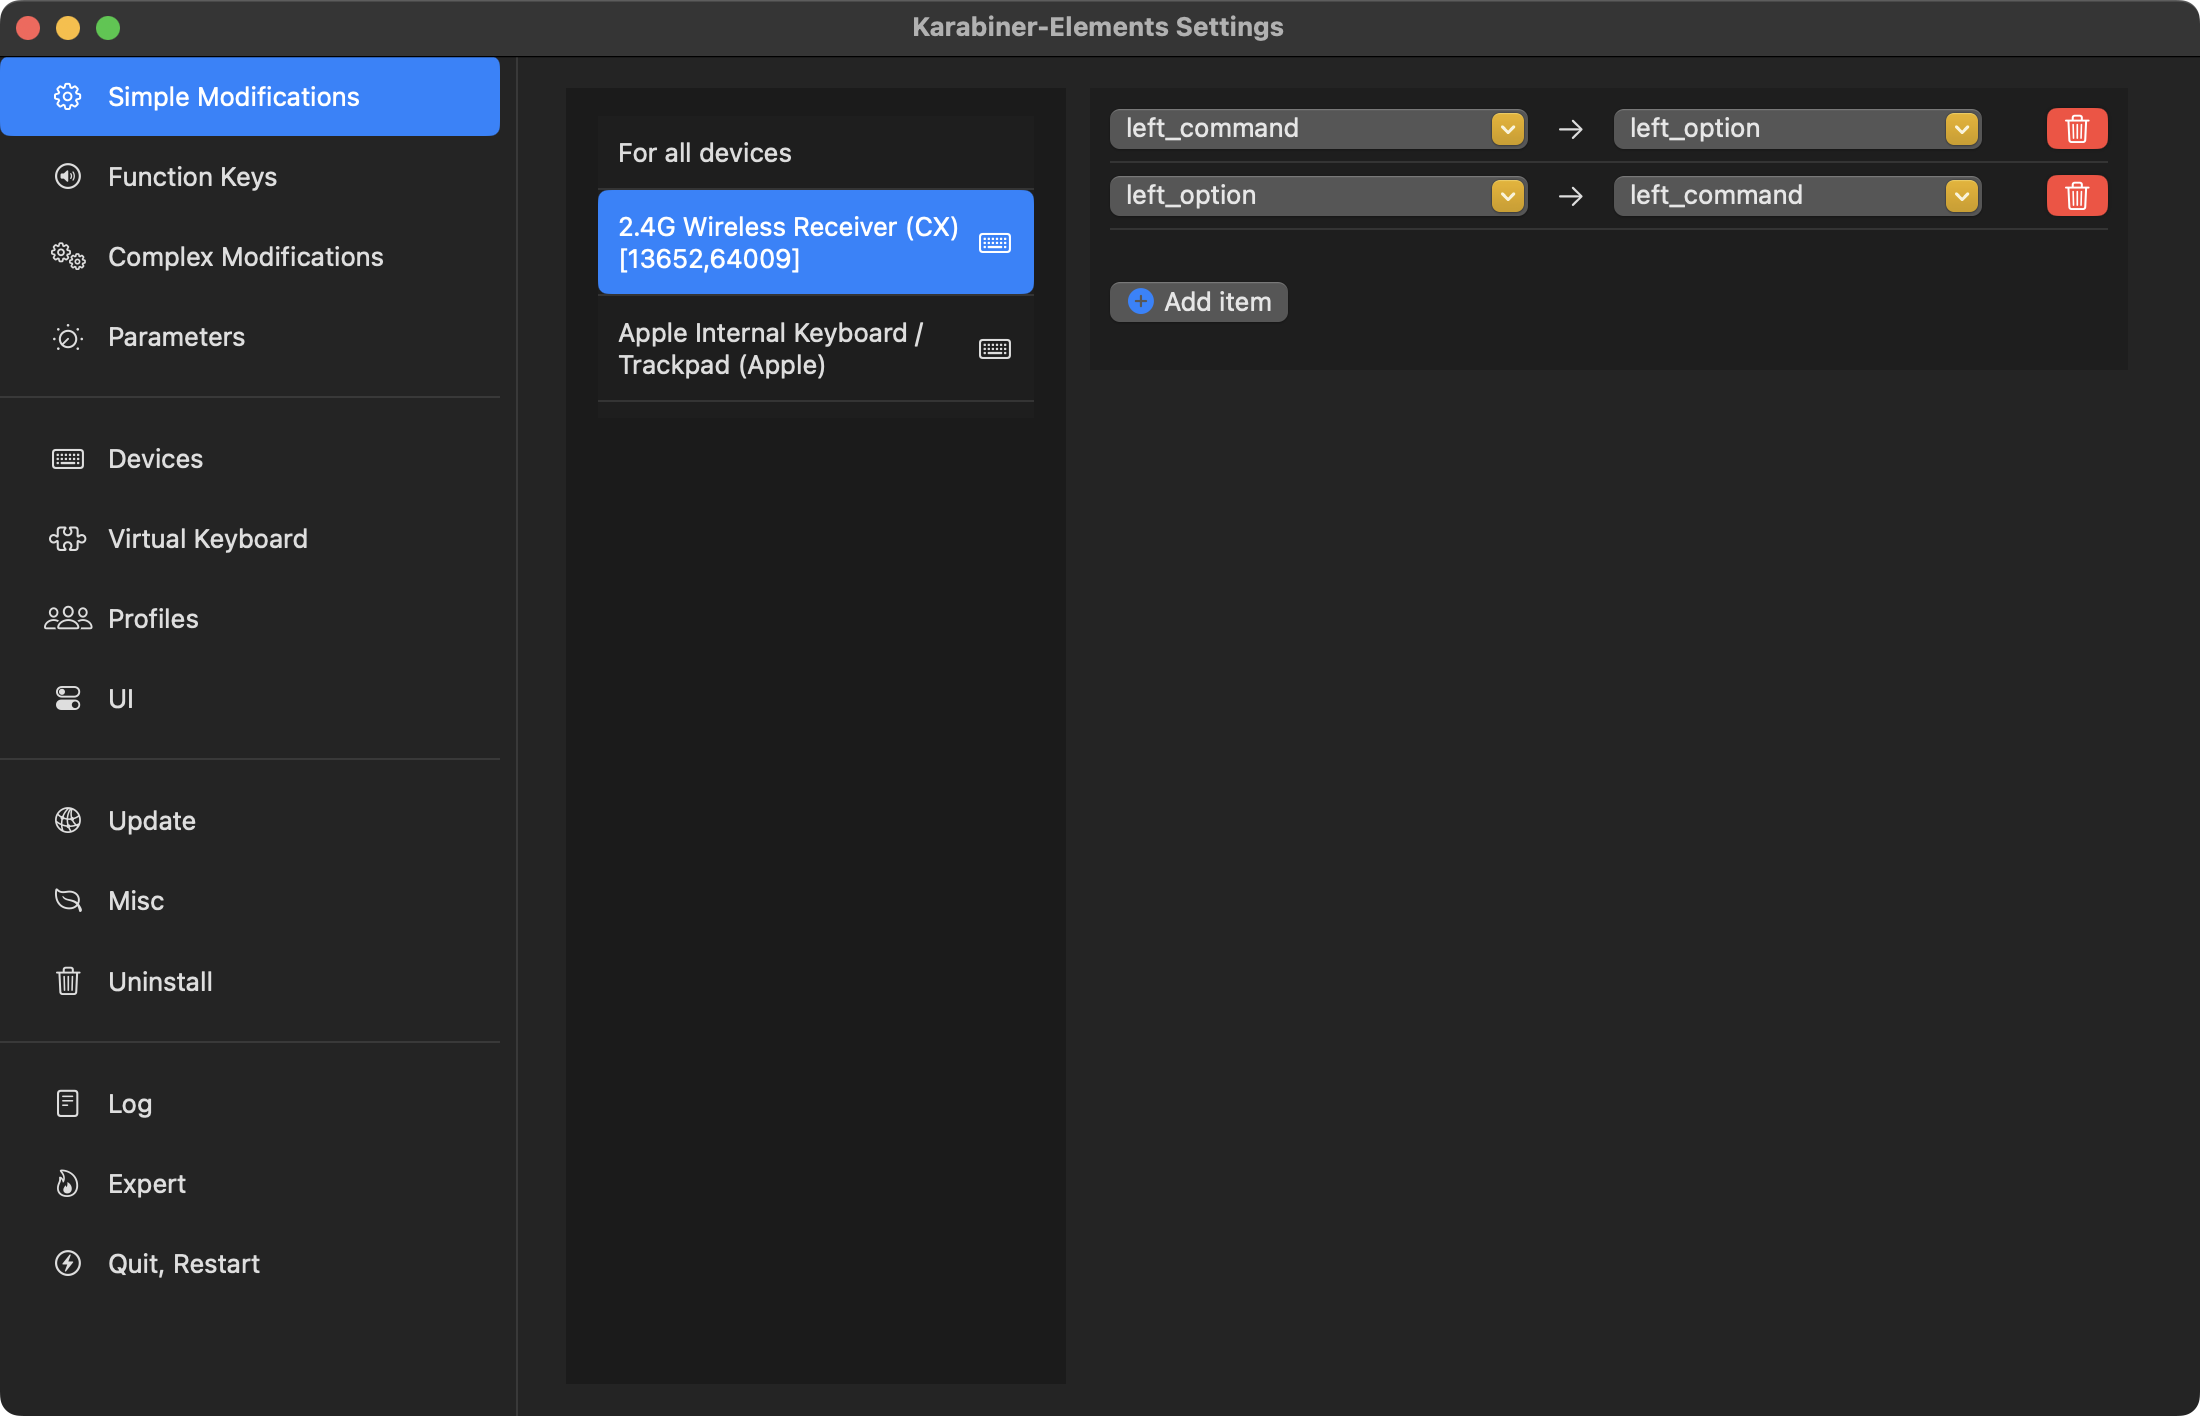 Karabiner-Elements Settings
Simple Modifications
Function Keys
Complex Modifications
Parameters
Devices
Virtual Keyboard
Profiles
UI
Update
Misc
Uninstall
Log
Expert
Quit, Restart
For all devices
2.4G Wireless Receiver (CX)
[13652,64009]
Apple Internal Keyboard /
Trackpad (Apple)
left_command → left_option
left_option → left_command
Add item